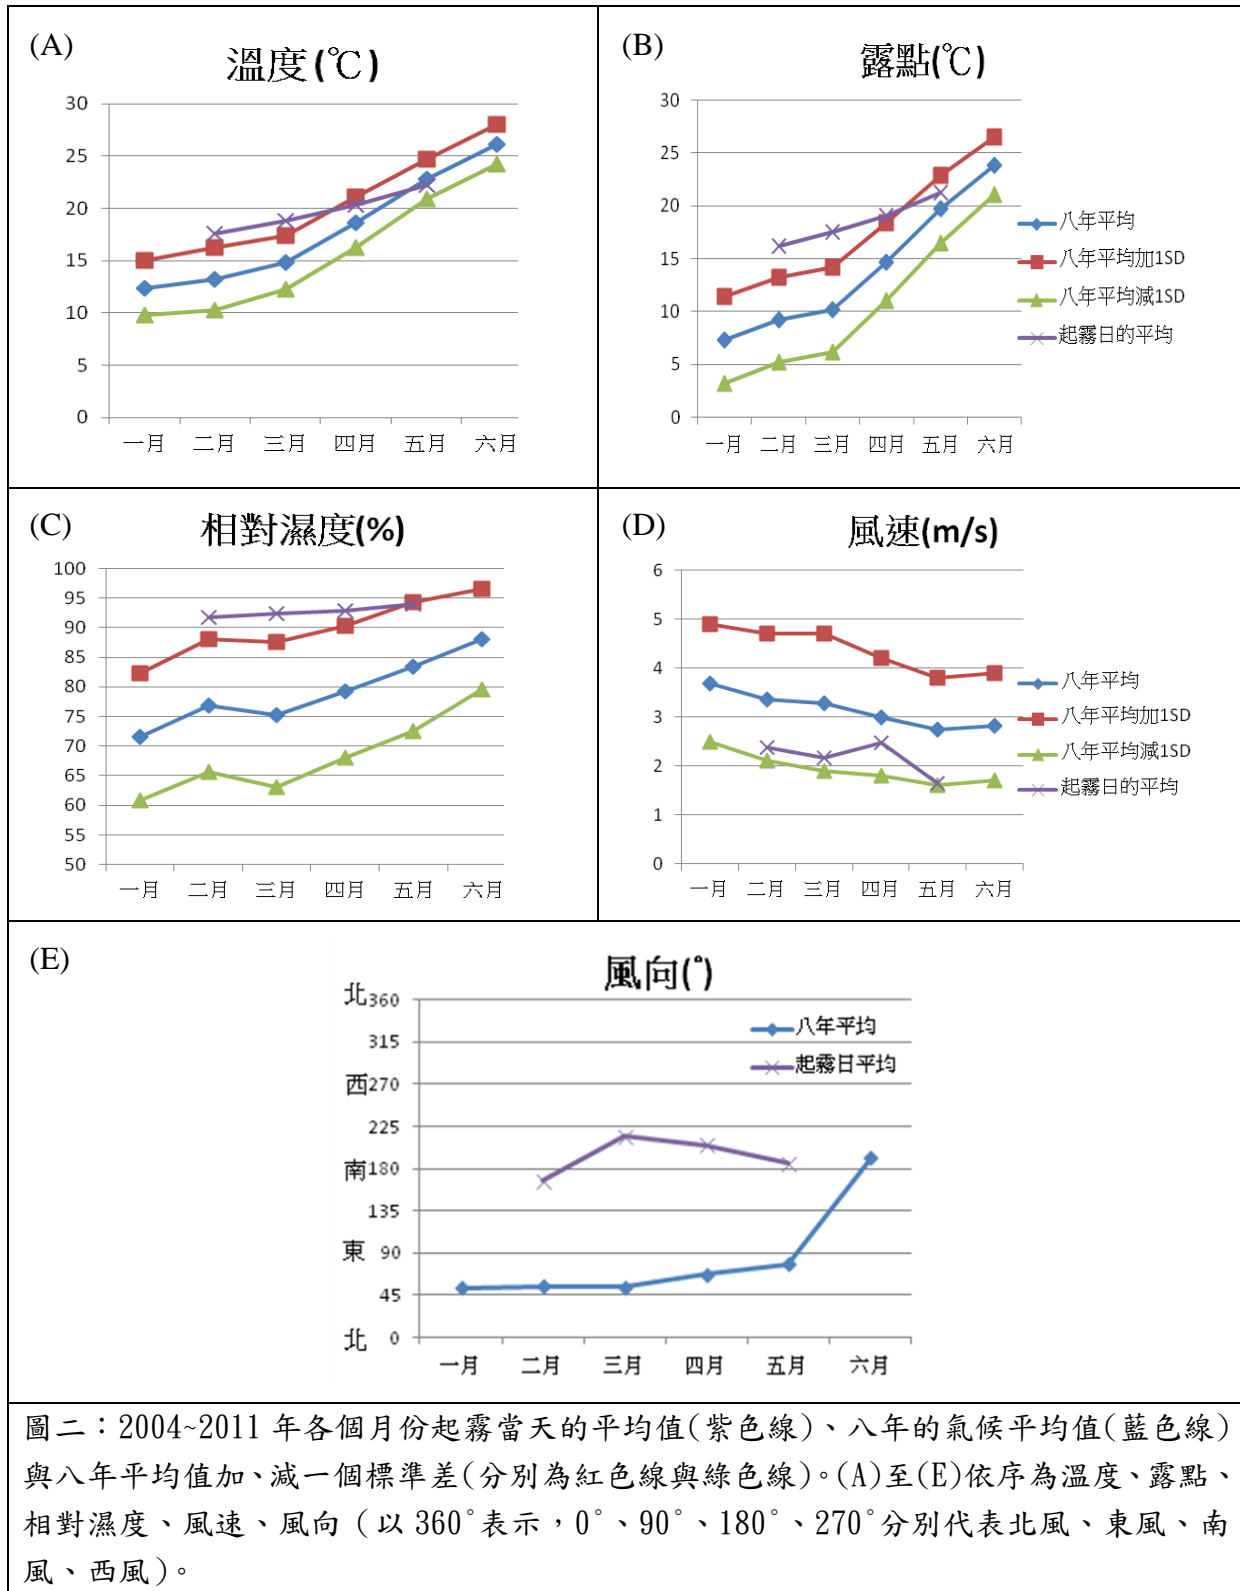 (A)
溫度(℃)
30
25
20
15
10
5
0
一月 二月 三月 四月 五月 六月
(B)
露點(℃)
30
25
20
15
10
5
0
一月 二月 三月 四月 五月 六月
八年平均
八年平均加1SD
八年平均減1SD
起霧日的平均
(C)
相對濕度(%)
100
95
90
85
80
75
70
65
60
55
50
一月 二月 三月 四月 五月 六月
(D)
風速(m/s)
6
5
4
3
2
1
0
一月 二月 三月 四月 五月 六月
八年平均
八年平均加1SD
八年平均減1SD
起霧日的平均
(E)
風向(°)
北 360
315
西 270
225
南 180
135
東 90
45
北 0
一月 二月 三月 四月 五月 六月
八年平均
起霧日平均
圖二：2004~2011 年各個月份起霧當天的平均值(紫色線)、八年的氣候平均值(藍色線)
與八年平均值加、減一個標準差(分別為紅色線與綠色線)。(A)至(E)依序為溫度、露點、
相對濕度、風速、風向（以 360°表示，0°、90°、180°、270°分別代表北風、東風、南
風、西風)。